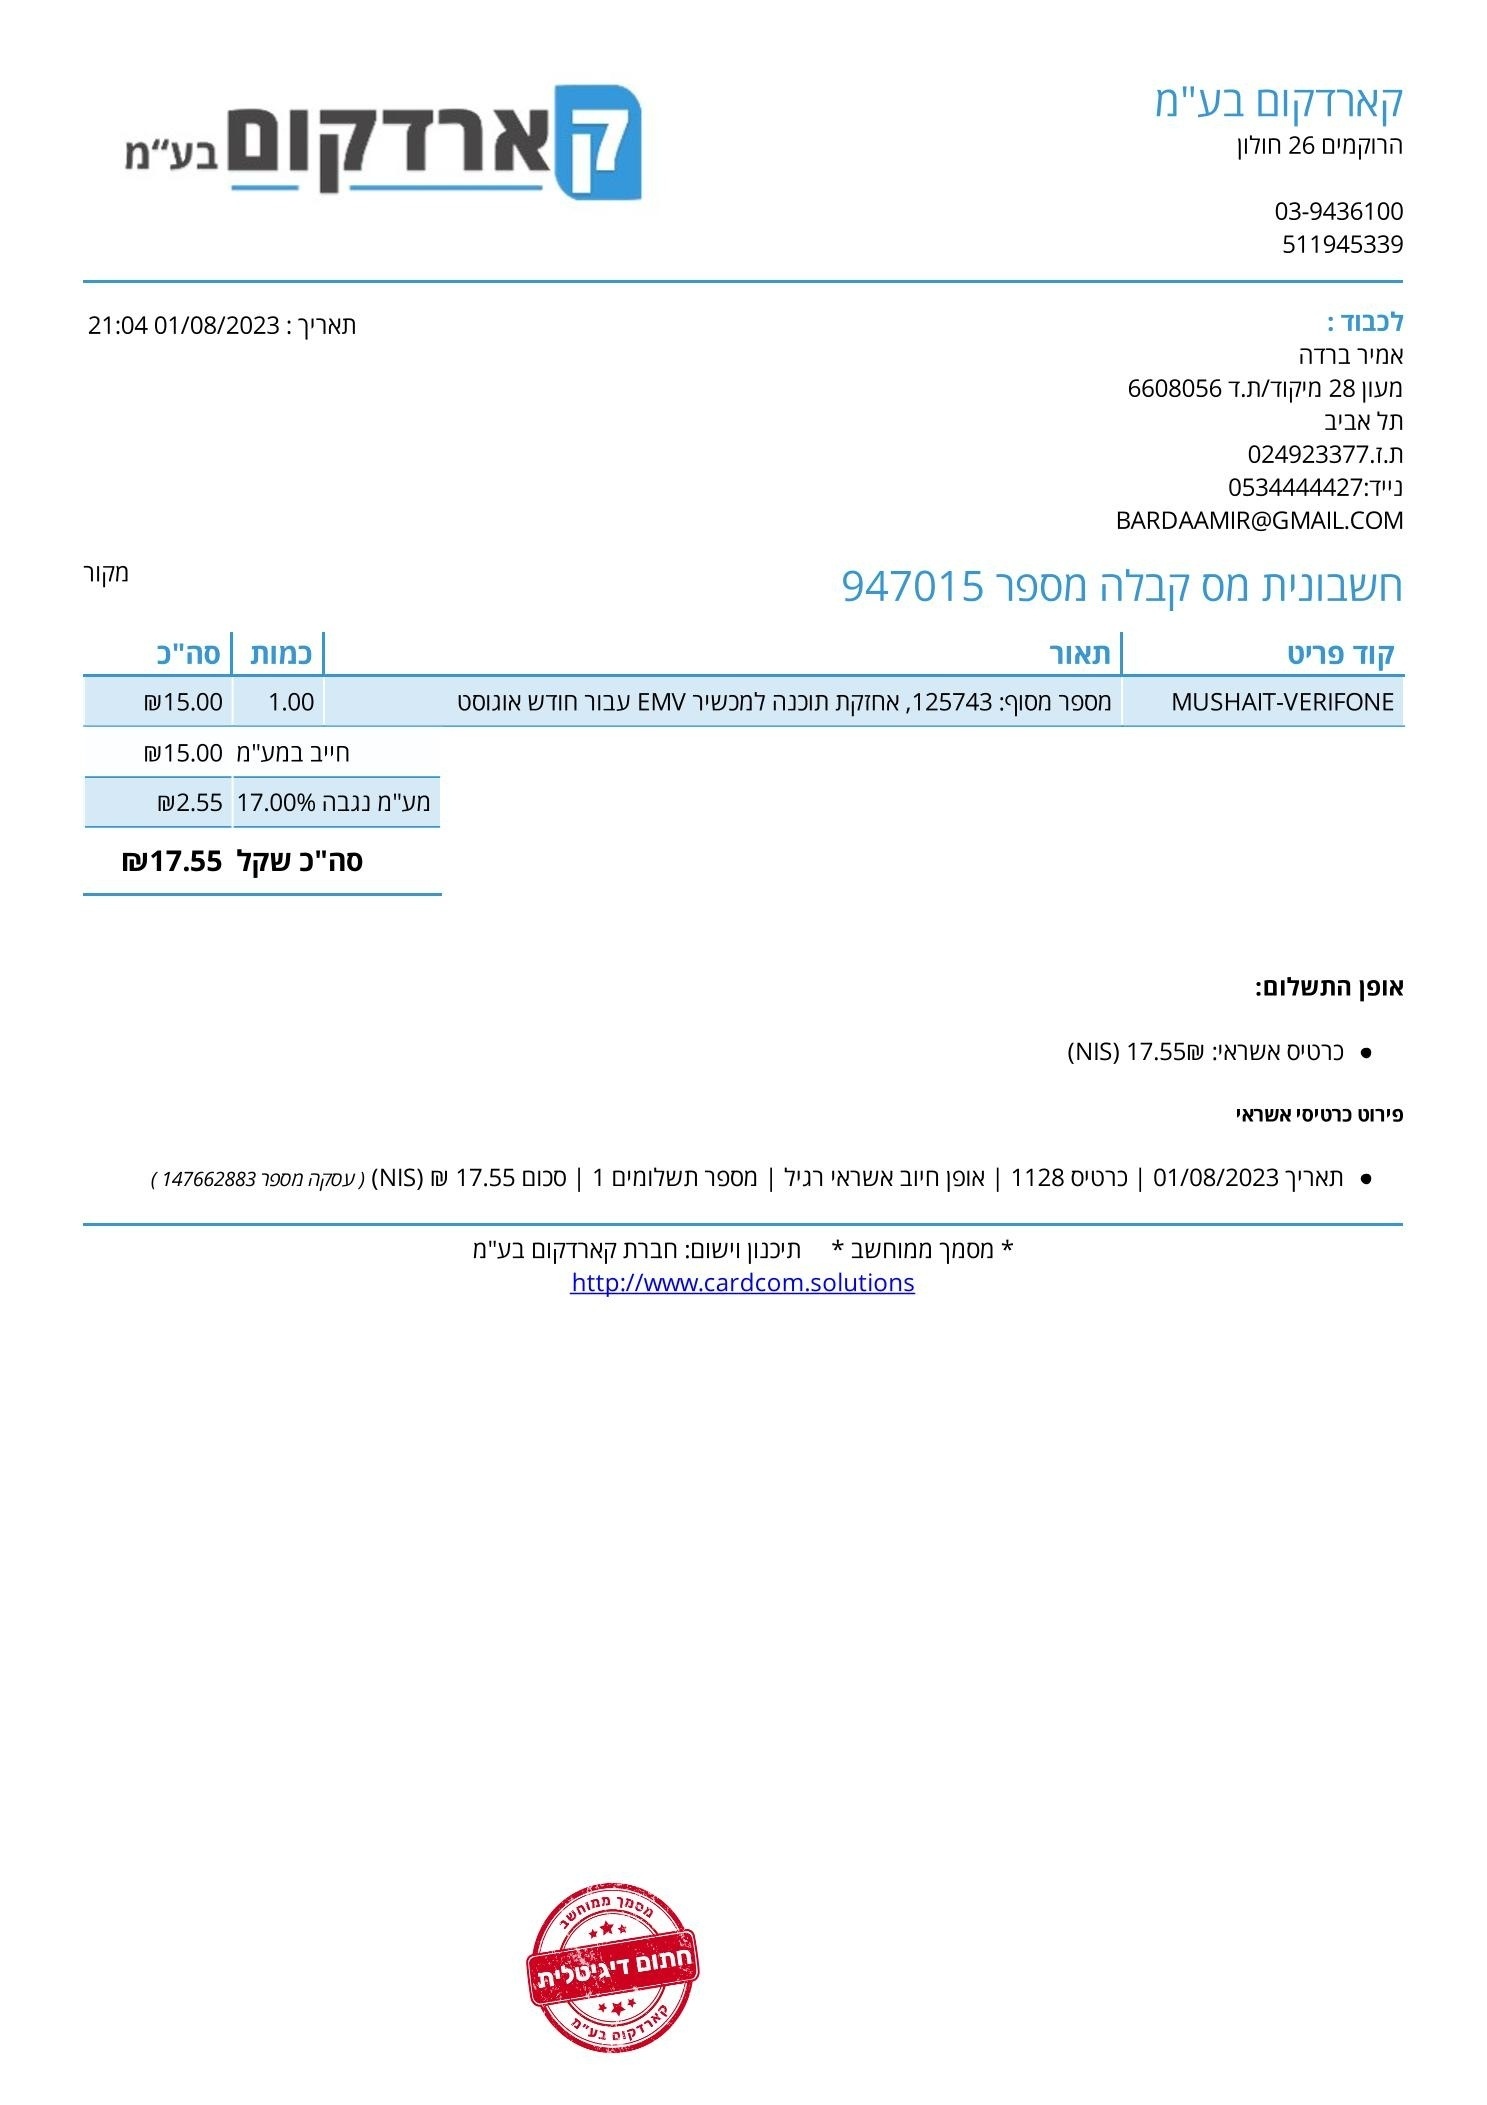 קארדקום בע"מ
קארדקום בע"מ
הרוקמים 26 חולון
03-9436100
511945339
לכבוד :
תאריך : 01/08/2023 21:04
אמיר ברדה
מעון 28 מיקוד/ת.ד 6608056
תל אביב
ת.ז.024923377
נייד:0534444427
BARDAAMIR@GMAIL.COM
חשבונית מס קבלה מספר 947015
מקור
קוד פריט תאור כמות סה"כ
MUSHAIT-VERIFONE מספר מסוף: 125743, אחזקת תוכנה למכשיר EMV עבור חודש אוגוסט 1.00 ₪15.00
חייב במע"מ ₪15.00
מע"מ נגבה 17.00% ₪2.55
סה"כ שקל ₪17.55
אופן התשלום:
• כרטיס אשראי: ₪17.55 (NIS)
פירוט כרטיסי אשראי
• תאריך 01/08/2023 | כרטיס 1128 | אופן חיוב אשראי רגיל | מספר תשלומים 1 | סכום 17.55 ₪ (NIS) ( עסקה מספר 147662883 )
* מסמך ממוחשב * תיכנון וישום: חברת קארדקום בע"מ
http://www.cardcom.solutions
מסמך ממוחשב
חתום דיגיטלית
קארדקום בע"מ